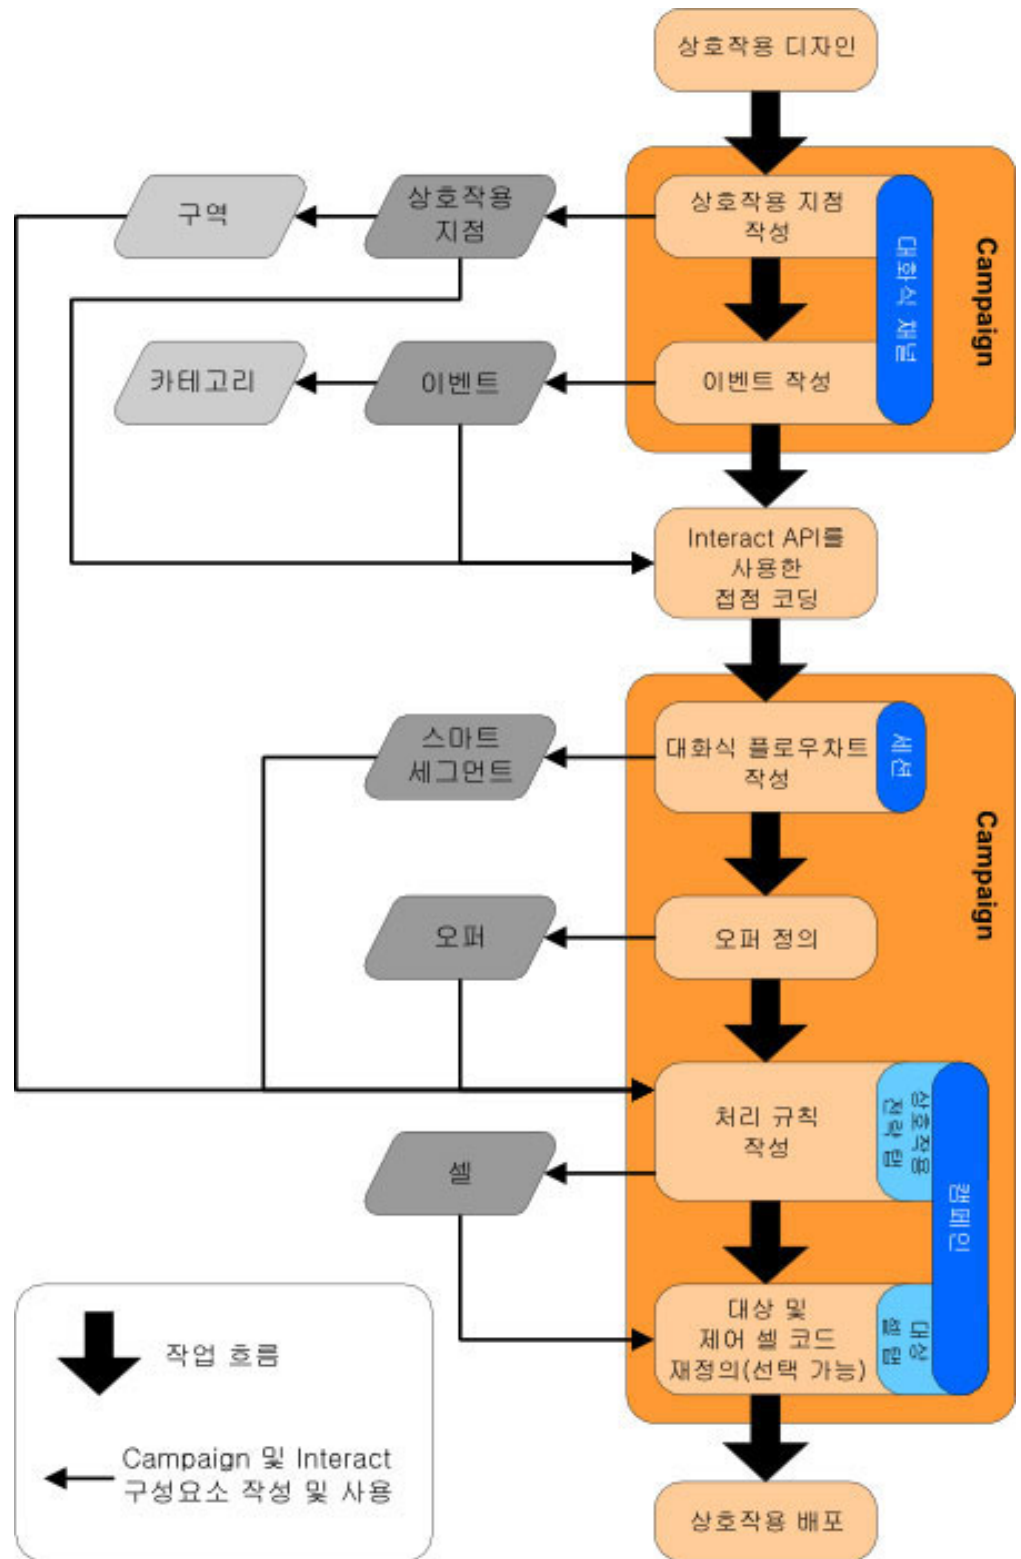 상호작용 디자인
구역
상호작용
지점
상호작용 지점
작성
대화식 채널
Campaign
카테고리
이벤트
이벤트 작성
Interact API를
사용한
접점 코딩
스마트
세그먼트
대화식 플로우차트
작성
세션
Campaign
오퍼
오퍼 정의
처리 규칙
작성
상호작용
전략 탭
캠페인
셀
대상 및
제어 셀 코드
재정의(선택 가능)
대상
셀 탭
작업 흐름
Campaign 및 Interact
구성요소 작성 및 사용
상호작용 배포